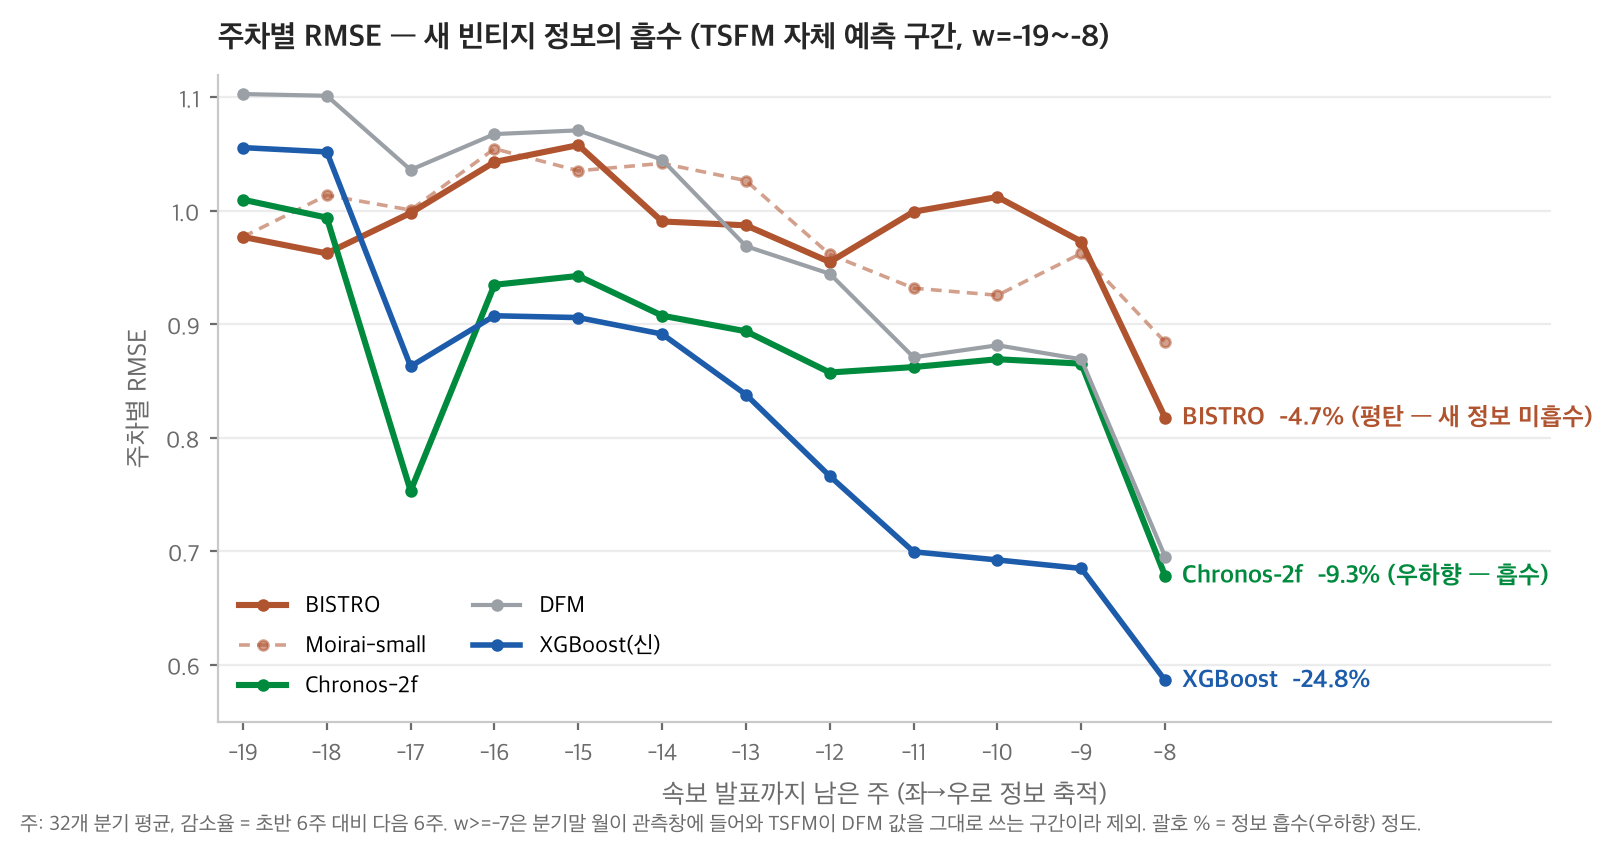 주차별 RMSE — 새 빈티지 정보의 흡수 (TSFM 자체 예측 구간, w=-19~-8)
주차별 RMSE
1.1
1.0
0.9
0.8
0.7
0.6
BISTRO -4.7% (평탄 — 새 정보 미흡수)
Chronos-2f -9.3% (우하향 — 흡수)
XGBoost -24.8%
BISTRO
Moirai-small
Chronos-2f
DFM
XGBoost(신)
-19 -18 -17 -16 -15 -14 -13 -12 -11 -10 -9 -8
속보 발표까지 남은 주 (좌→우로 정보 축적)
주: 32개 분기 평균, 감소율 = 초반 6주 대비 다음 6주. w>=-7은 분기말 월이 관측창에 들어와 TSFM이 DFM 값을 그대로 쓰는 구간이라 제외. 괄호 % = 정보 흡수(우하향) 정도.